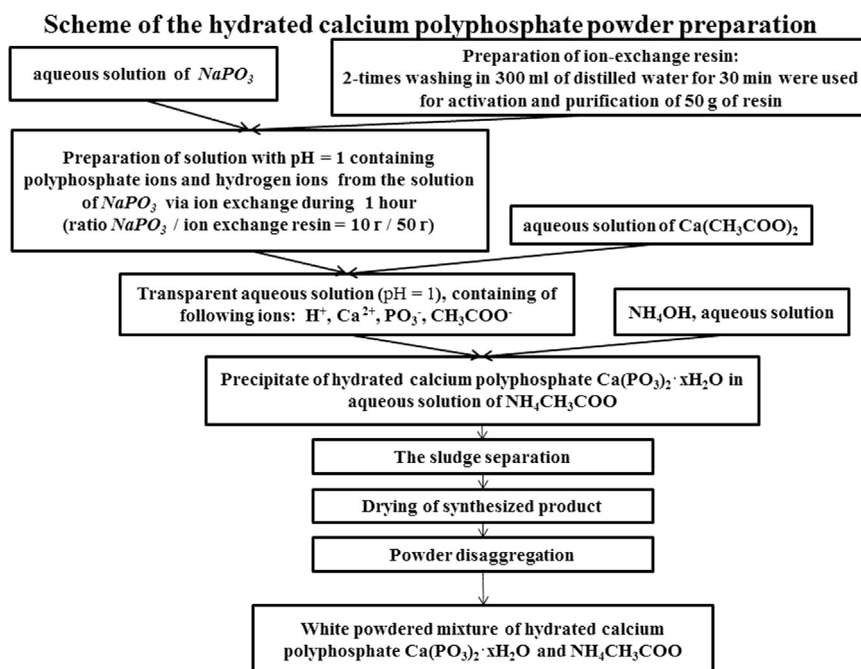 Scheme of the hydrated calcium polyphosphate powder preparation
aqueous solution of NaPO₃
Preparation of ion-exchange resin:
2-times washing in 300 ml of distilled water for 30 min were used
for activation and purification of 50 g of resin
Preparation of solution with pH = 1 containing
polyphosphate ions and hydrogen ions from the solution
of NaPO₃ via ion exchange during 1 hour
(ratio NaPO₃ / ion exchange resin = 10 г / 50 г)
aqueous solution of Ca(CH₃COO)₂
Transparent aqueous solution (pH = 1), containing of
following ions: H⁺, Ca²⁺, PO₃⁻, CH₃COO⁻
NH₄OH, aqueous solution
Precipitate of hydrated calcium polyphosphate Ca(PO₃)₂·xH₂O in
aqueous solution of NH₄CH₃COO
The sludge separation
Drying of synthesized product
Powder disaggregation
White powdered mixture of hydrated calcium
polyphosphate Ca(PO₃)₂·xH₂O and NH₄CH₃COO